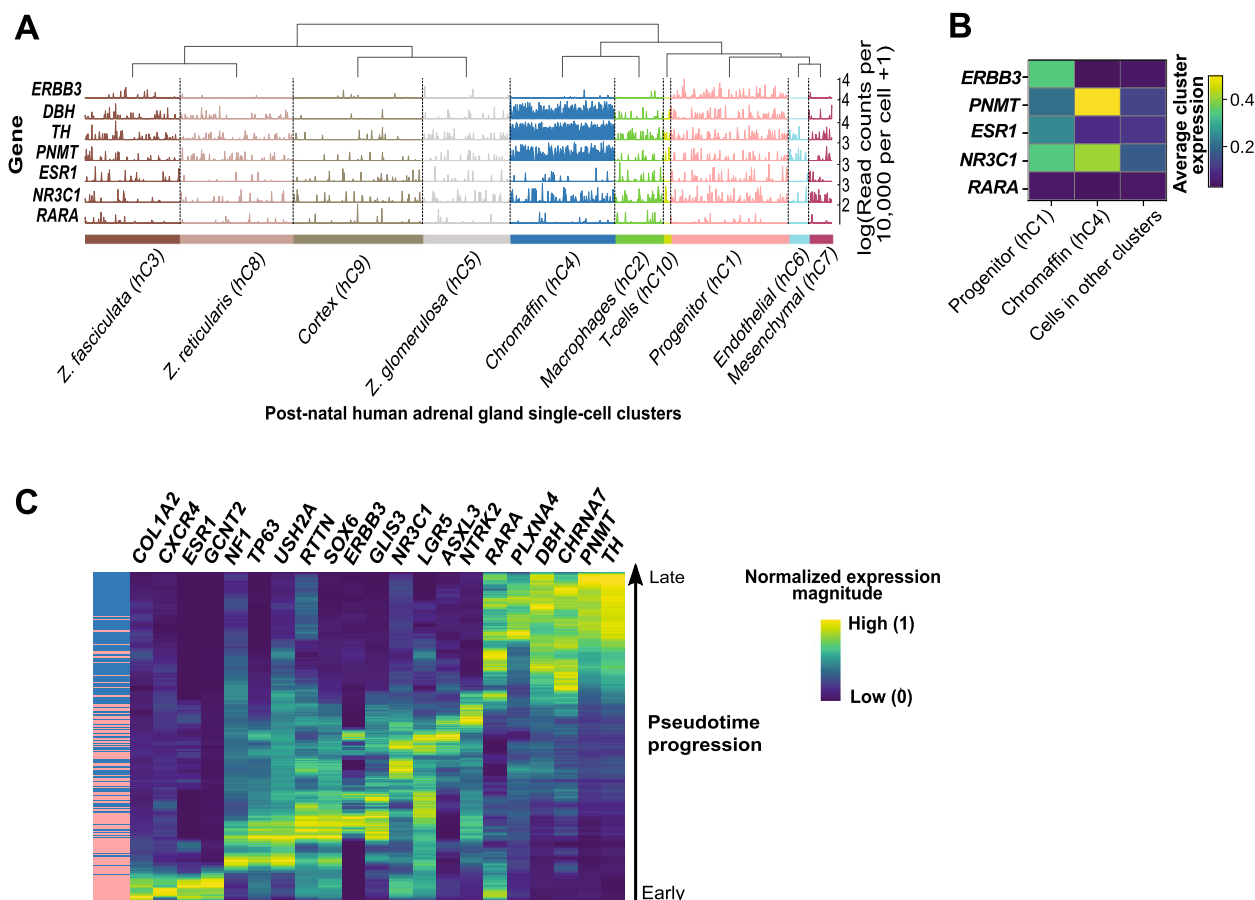 A
B
Gene
ERBB3
DBH
TH
PNMT
ESR1
NR3C1
RARA
4
4
4
3
3
3
2
log(Read counts per
10,000 per cell +1)
Z. fasciculata (hC3)
Z. reticularis (hC8)
Cortex (hC9)
Z. glomerulosa (hC5)
Chromaffin (hC4)
Macrophages (hC2)
T-cells (hC10)
Progenitor (hC1)
Endothelial (hC6)
Mesenchymal (hC7)
Post-natal human adrenal gland single-cell clusters
ERBB3
PNMT
ESR1
NR3C1
RARA
Progenitor (hC1)
Chromaffin (hC4)
Cells in other clusters
Average cluster
expression
0.4
0.2
C
COL1A2
CXCR4
ESR1
GCNT2
NF1
TP63
USH2A
RTTN
SOX6
ERBB3
GLIS3
NR3C1
LGR5
ASXL3
NTRK2
RARA
PLXNA4
DBH
CHRNA7
PNMT
TH
Late
Pseudotime
progression
Early
Normalized expression
magnitude
High (1)
Low (0)